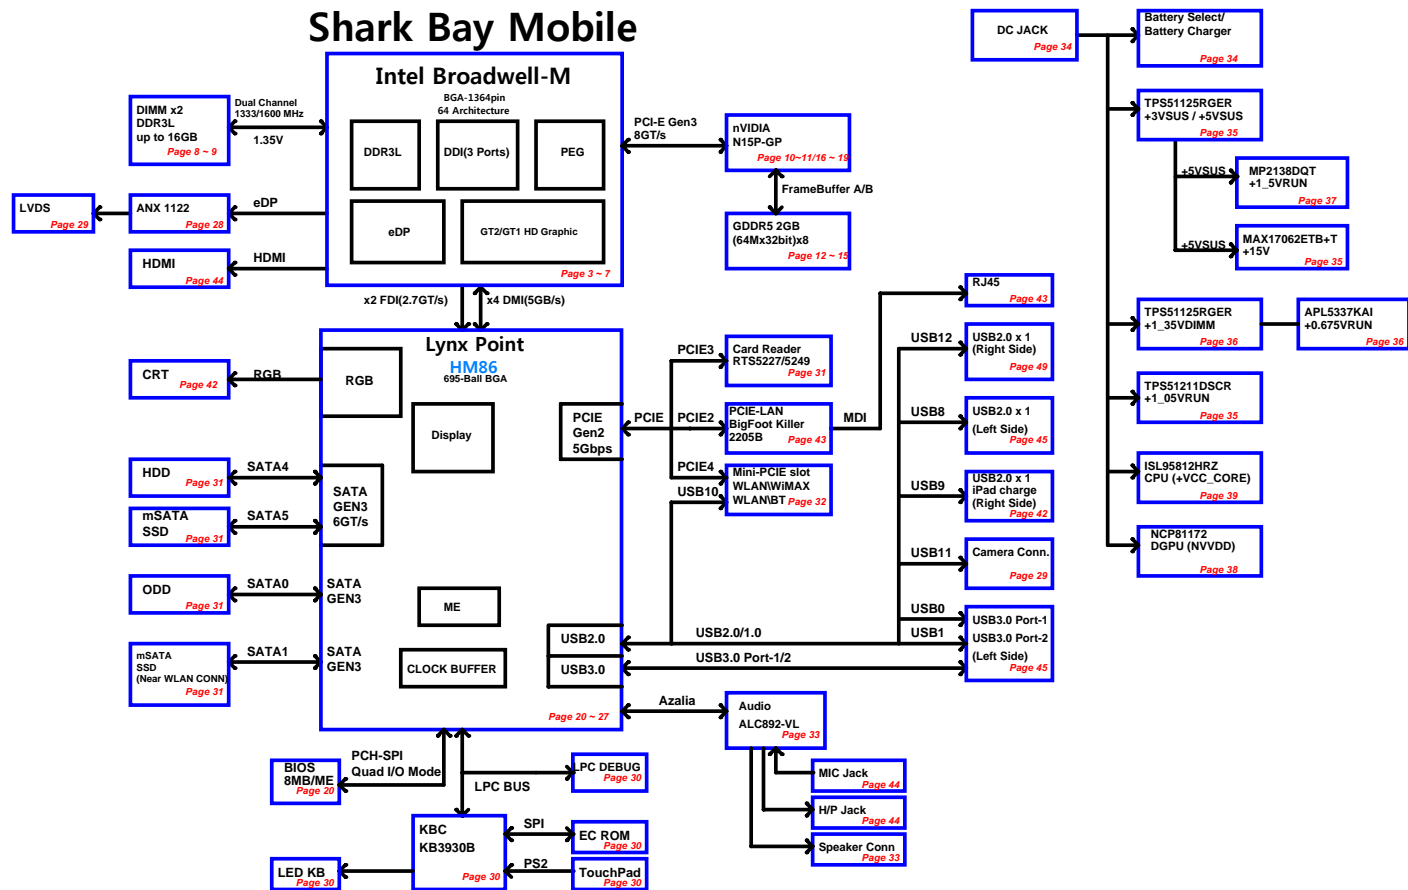 Shark Bay Mobile
Intel Broadwell-M
BGA-1364pin
64 Architecture
DDR3L
DDI(3 Ports)
PEG
eDP
GT2/GT1 HD Graphic
Page 3 ~ 7
DIMM x2
DDR3L
up to 16GB
Page 8 ~ 9
Dual Channel
1333/1600 MHz
1.35V
LVDS
Page 29
ANX 1122
Page 28
eDP
HDMI
Page 44
HDMI
PCI-E Gen3
8GT/s
nVIDIA
N15P-GP
Page 10~11/16 ~ 19
FrameBuffer A/B
GDDR5 2GB
(64Mx32bit)x8
Page 12 ~ 15
x2 FDI(2.7GT/s)
x4 DMI(5GB/s)
Lynx Point
HM86
695-Ball BGA
RGB
Display
PCIE
Gen2
5Gbps
SATA
GEN3
6GT/s
SATA
GEN3
SATA
GEN3
ME
CLOCK BUFFER
USB2.0
USB3.0
Page 20 ~ 27
CRT
Page 42
RGB
HDD
Page 31
SATA4
mSATA
SSD
Page 31
SATA5
ODD
Page 31
SATA0
mSATA
SSD
(Near WLAN CONN)
Page 31
SATA1
PCIE
PCIE3
PCIE2
PCIE4
USB10
Card Reader
RTS5227/5249
Page 31
PCIE-LAN
BigFoot Killer
2205B
Page 43
MDI
Mini-PCIE slot
WLAN\WiMAX
WLAN\BT
Page 32
RJ45
Page 43
USB12
USB2.0 x 1
(Right Side)
Page 49
USB8
USB2.0 x 1
(Left Side)
Page 45
USB9
USB2.0 x 1
iPad charge
(Right Side)
Page 42
USB11
Camera Conn.
Page 29
USB0
USB1
USB3.0 Port-1
USB3.0 Port-2
(Left Side)
Page 45
USB2.0/1.0
USB3.0 Port-1/2
Azalia
Audio
ALC892-VL
Page 33
MIC Jack
Page 44
H/P Jack
Page 44
Speaker Conn
Page 33
BIOS
8MB/ME
Page 20
PCH-SPI
Quad I/O Mode
LPC BUS
LPC DEBUG
Page 30
KBC
KB3930B
Page 30
SPI
EC ROM
Page 30
PS2
TouchPad
Page 30
LED KB
Page 30
DC JACK
Page 34
Battery Select/
Battery Charger
Page 34
TPS51125RGER
+3VSUS / +5VSUS
Page 35
+5VSUS
MP2138DQT
+1_5VRUN
Page 37
+5VSUS
MAX17062ETB+T
+15V
Page 35
TPS51125RGER
+1_35VDIMM
Page 36
APL5337KAI
+0.675VRUN
Page 36
TPS51211DSCR
+1_05VRUN
Page 35
ISL95812HRZ
CPU (+VCC_CORE)
Page 39
NCP81172
DGPU (NVVDD)
Page 38